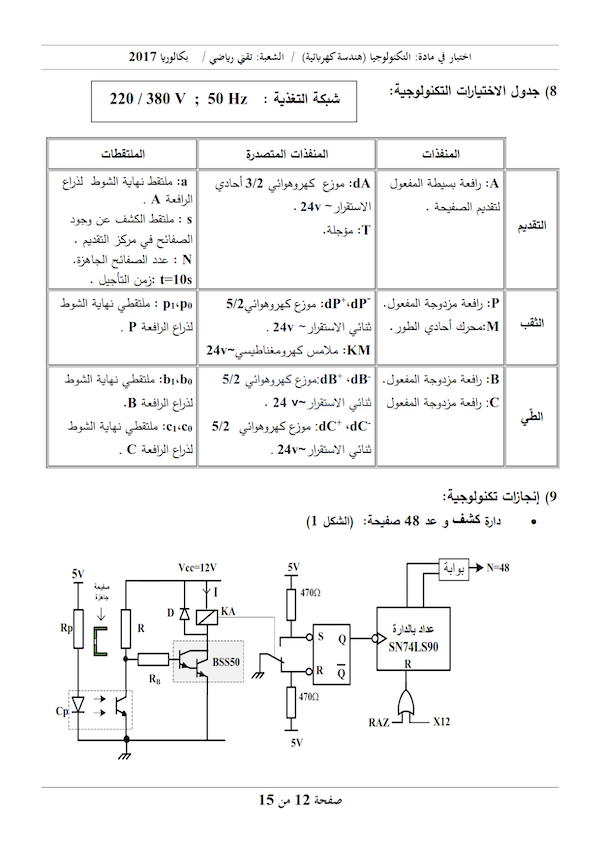 اختبار في مادة: التكنولوجيا (هندسة كهربائية) / الشعبة: تقني رياضي / بكالوريا 2017
8) جدول الاختيارات التكنولوجية:
شبكة التغذية : 220 / 380 V ; 50 Hz
المنفذات المنفذات المتصدرة الملتقطات
التقديم
A: رافعة بسيطة المفعول
لتقديم الصفيحة .
dA: موزع كهروهوائي 3/2 أحادي
الاستقرار ~ 24v .
T: مؤجلة.
a: ملتقط نهاية الشوط لذراع
الرافعة A .
s : ملتقط الكشف عن وجود
الصفائح في مركز التقديم .
N : عدد الصفائح الجاهزة.
t=10s :زمن التأجيل .
الثقب
P: رافعة مزدوجة المفعول.
M:محرك أحادي الطور .
dP+،dP-: موزع كهروهوائي5/2
ثنائي الاستقرار~ 24v .
KM: ملامس كهرومغناطيسي~24v
p1،p0 : ملتقطي نهاية الشوط
لذراع الرافعة P .
الطّي
B: رافعة مزدوجة المفعول.
C: رافعة مزدوجة المفعول
dB+ ،dB-:موزع كهروهوائي 5/2
ثنائي الاستقرار~24 v .
dC+ ،dC-: موزع كهروهوائي 5/2
ثنائي الاستقرار~24v .
b1،b0: ملتقطي نهاية الشوط
لذراع الرافعة B.
c1،c0: ملتقطي نهاية الشوط
لذراع الرافعة C .
9) إنجازات تكنولوجية:
• دارة كشف و عد 48 صفيحة: (الشكل 1)
5V
صفيحة
جاهزة
Rp
Cp
R
RB
Vcc=12V
I
D
KA
BSS50
5V
470Ω
S Q
R Q̅
470Ω
5V
عداد بالدارة
SN74LS90
R
بوابة
N=48
RAZ
X12
صفحة 12 من 15